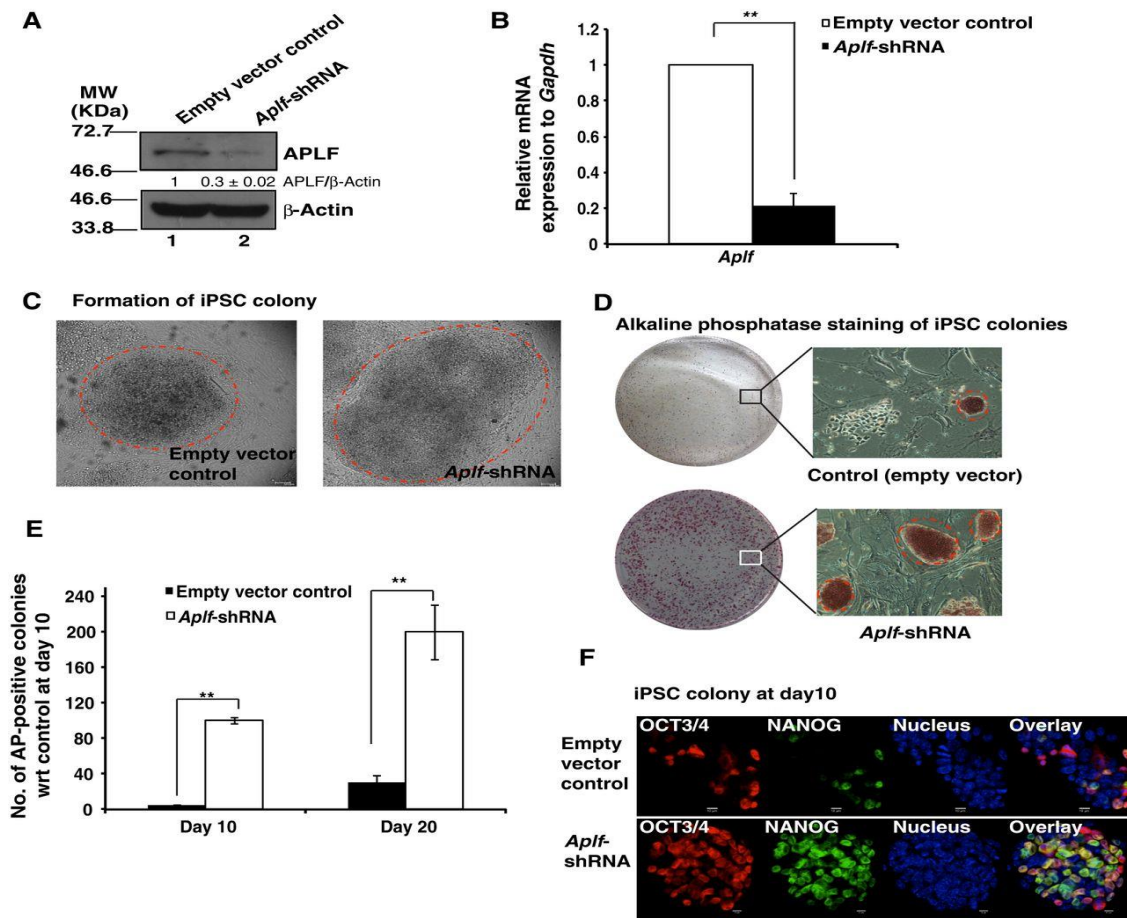 A
Empty vector control
Aplf-shRNA
MW
(KDa)
72.7
APLF
46.6
1 0.3 ± 0.02 APLF/β-Actin
46.6
β-Actin
33.8
1 2
B
Empty vector control
Aplf-shRNA
**
Relative mRNA
expression to Gapdh
1.2
1
0.8
0.6
0.4
0.2
0
Aplf
C Formation of iPSC colony
Empty vector
control
Aplf-shRNA
D
Alkaline phosphatase staining of iPSC colonies
Control (empty vector)
Aplf-shRNA
E
No. of AP-positive colonies
wrt control at day 10
Empty vector control
Aplf-shRNA
240
200
160
120
80
40
0
**
**
Day 10 Day 20
F
iPSC colony at day10
OCT3/4 NANOG Nucleus Overlay
Empty
vector
control
OCT3/4 NANOG Nucleus Overlay
Aplf-
shRNA